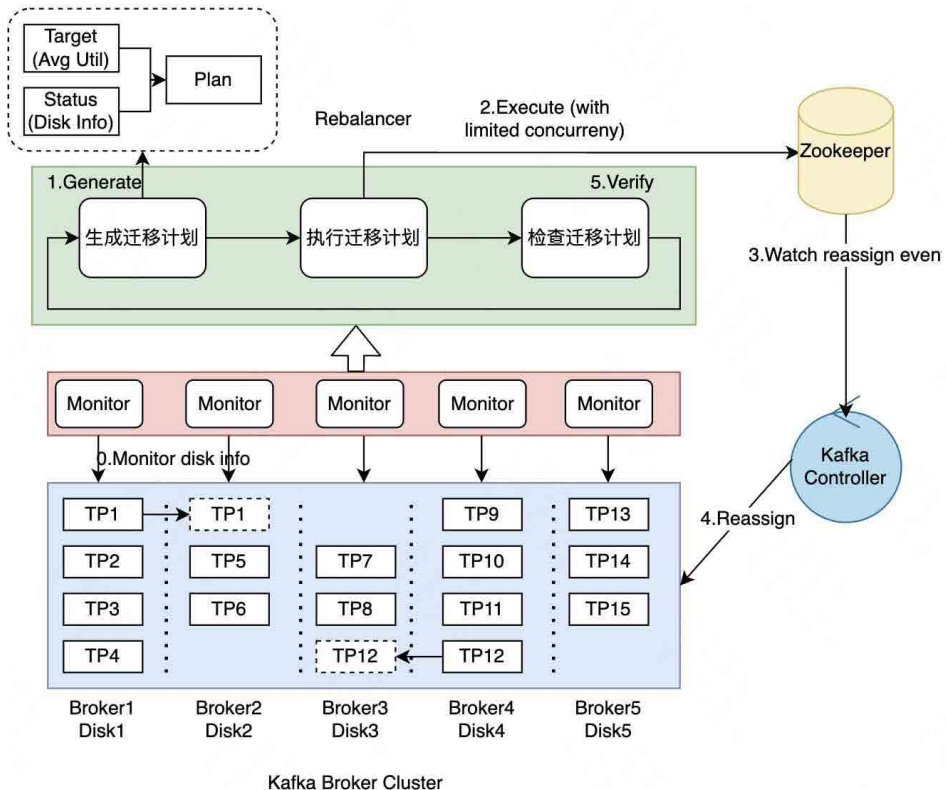 Target
(Avg Util)
Plan
Status
(Disk Info)
Rebalancer
2.Execute (with
limited concurreny)
Zookeeper
1.Generate
5.Verify
生成迁移计划
执行迁移计划
检查迁移计划
3.Watch reassign even
Monitor
Monitor
Monitor
Monitor
Monitor
0.Monitor disk info
Kafka
Controller
4.Reassign
TP1
TP1
TP9
TP13
TP2
TP5
TP7
TP10
TP14
TP3
TP6
TP8
TP11
TP15
TP4
TP12
TP12
Broker1
Disk1
Broker2
Disk2
Broker3
Disk3
Broker4
Disk4
Broker5
Disk5
Kafka Broker Cluster